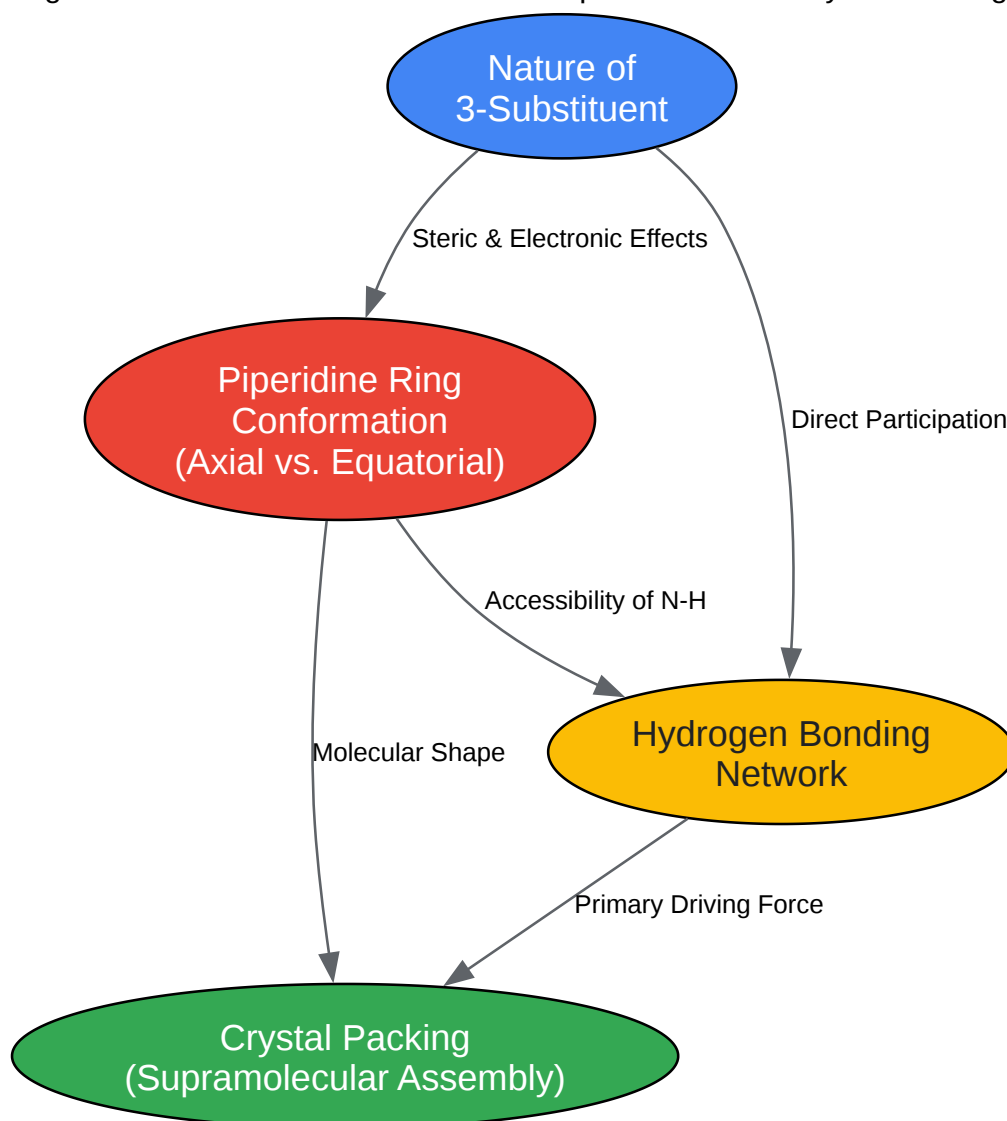 Nature of
3-Substituent
Steric & Electronic Effects
Piperidine Ring
Conformation
(Axial vs. Equatorial)
Direct Participation
Accessibility of N-H
Molecular Shape
Hydrogen Bonding
Network
Primary Driving Force
Crystal Packing
(Supramolecular Assembly)